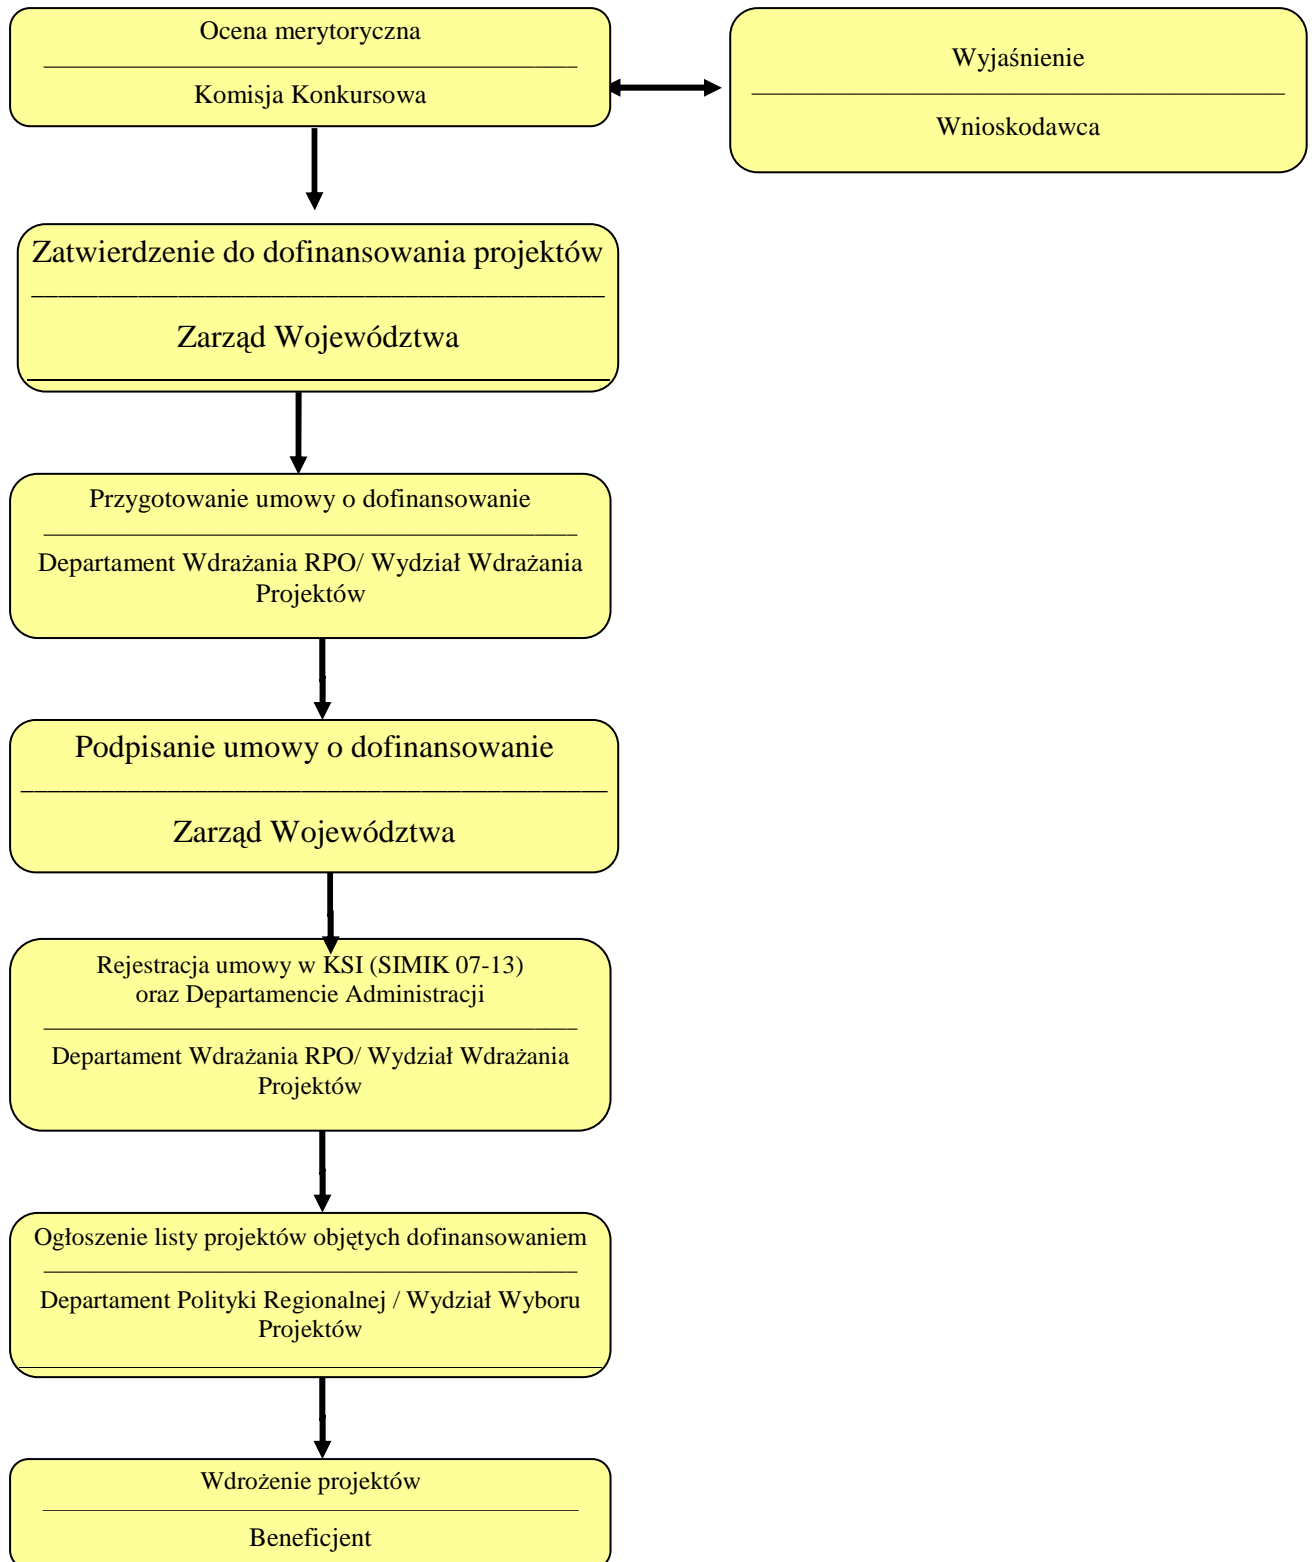 Ocena merytoryczna
Komisja Konkursowa
Wyjaśnienie
Wnioskodawca
Zatwierdzenie do dofinansowania projektów
Zarząd Województwa
Przygotowanie umowy o dofinansowanie
Departament Wdrażania RPO/ Wydział Wdrażania
Projektów
Podpisanie umowy o dofinansowanie
Zarząd Województwa
Rejestracja umowy w KSI (SIMIK 07-13)
oraz Departamencie Administracji
Departament Wdrażania RPO/ Wydział Wdrażania
Projektów
Ogłoszenie listy projektów objętych dofinansowaniem
Departament Polityki Regionalnej / Wydział Wyboru
Projektów
Wdrożenie projektów
Beneficjent